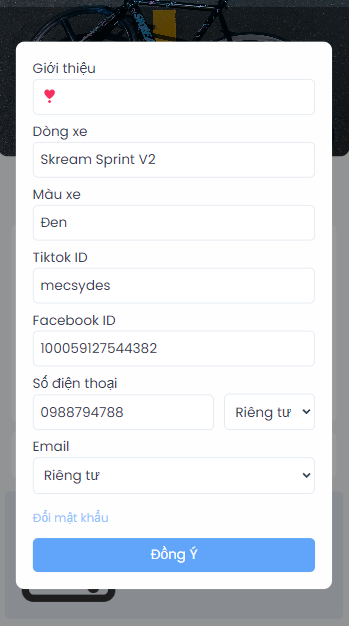 Giới thiệu
❣
Dòng xe
Skream Sprint V2
Màu xe
Đen
Tiktok ID
mecsydes
Facebook ID
100059127544382
Số điện thoại
0988794788 Riêng tư
Email
Riêng tư
Đổi mật khẩu
Đồng Ý